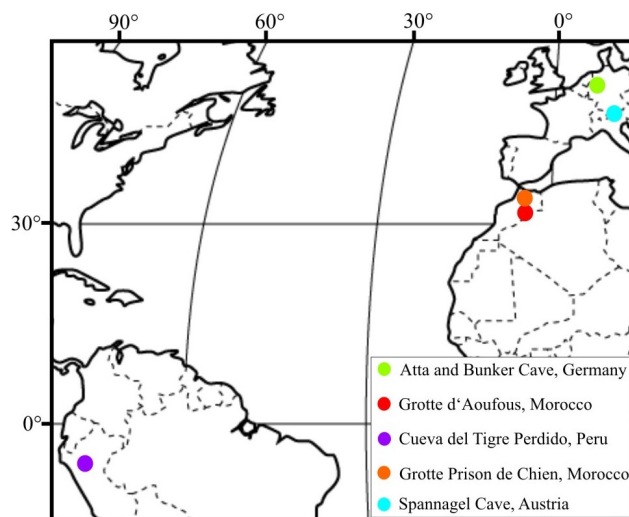 90° 60° 30° 0°
30°
0°
Atta and Bunker Cave, Germany
Grotte d‘Aoufous, Morocco
Cueva del Tigre Perdido, Peru
Grotte Prison de Chien, Morocco
Spannagel Cave, Austria